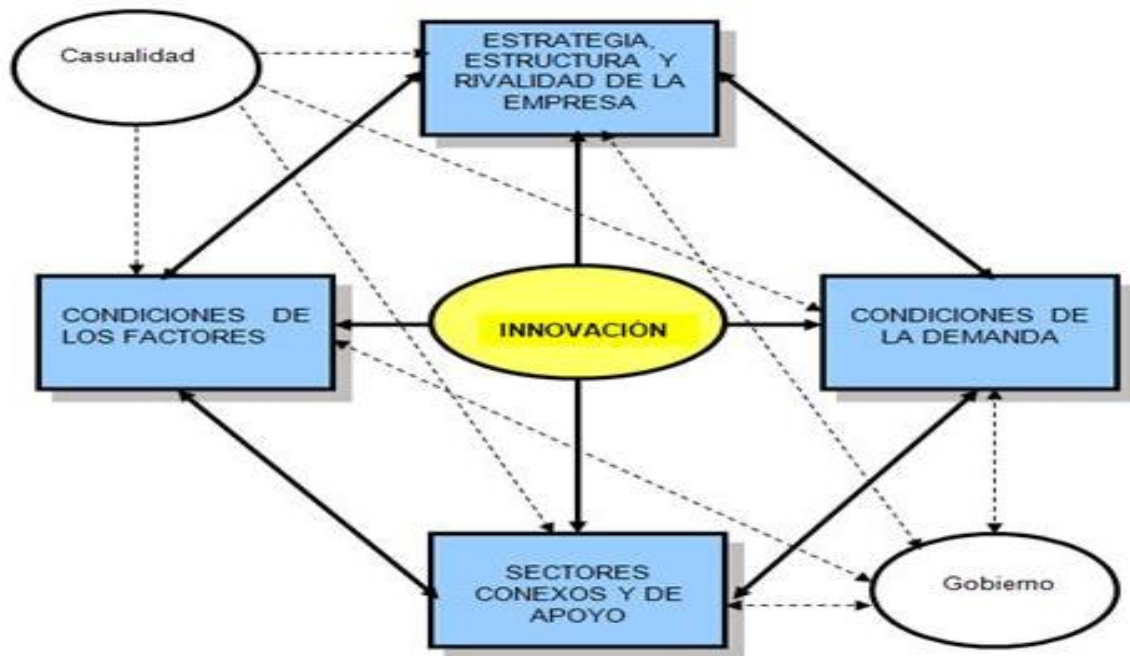 Casualidad
ESTRATEGIA,
ESTRUCTURA Y
RIVALIDAD DE LA
EMPRESA
CONDICIONES DE
LOS FACTORES
INNOVACIÓN
CONDICIONES DE
LA DEMANDA
SECTORES
CONEXOS Y DE
APOYO
Gobierno